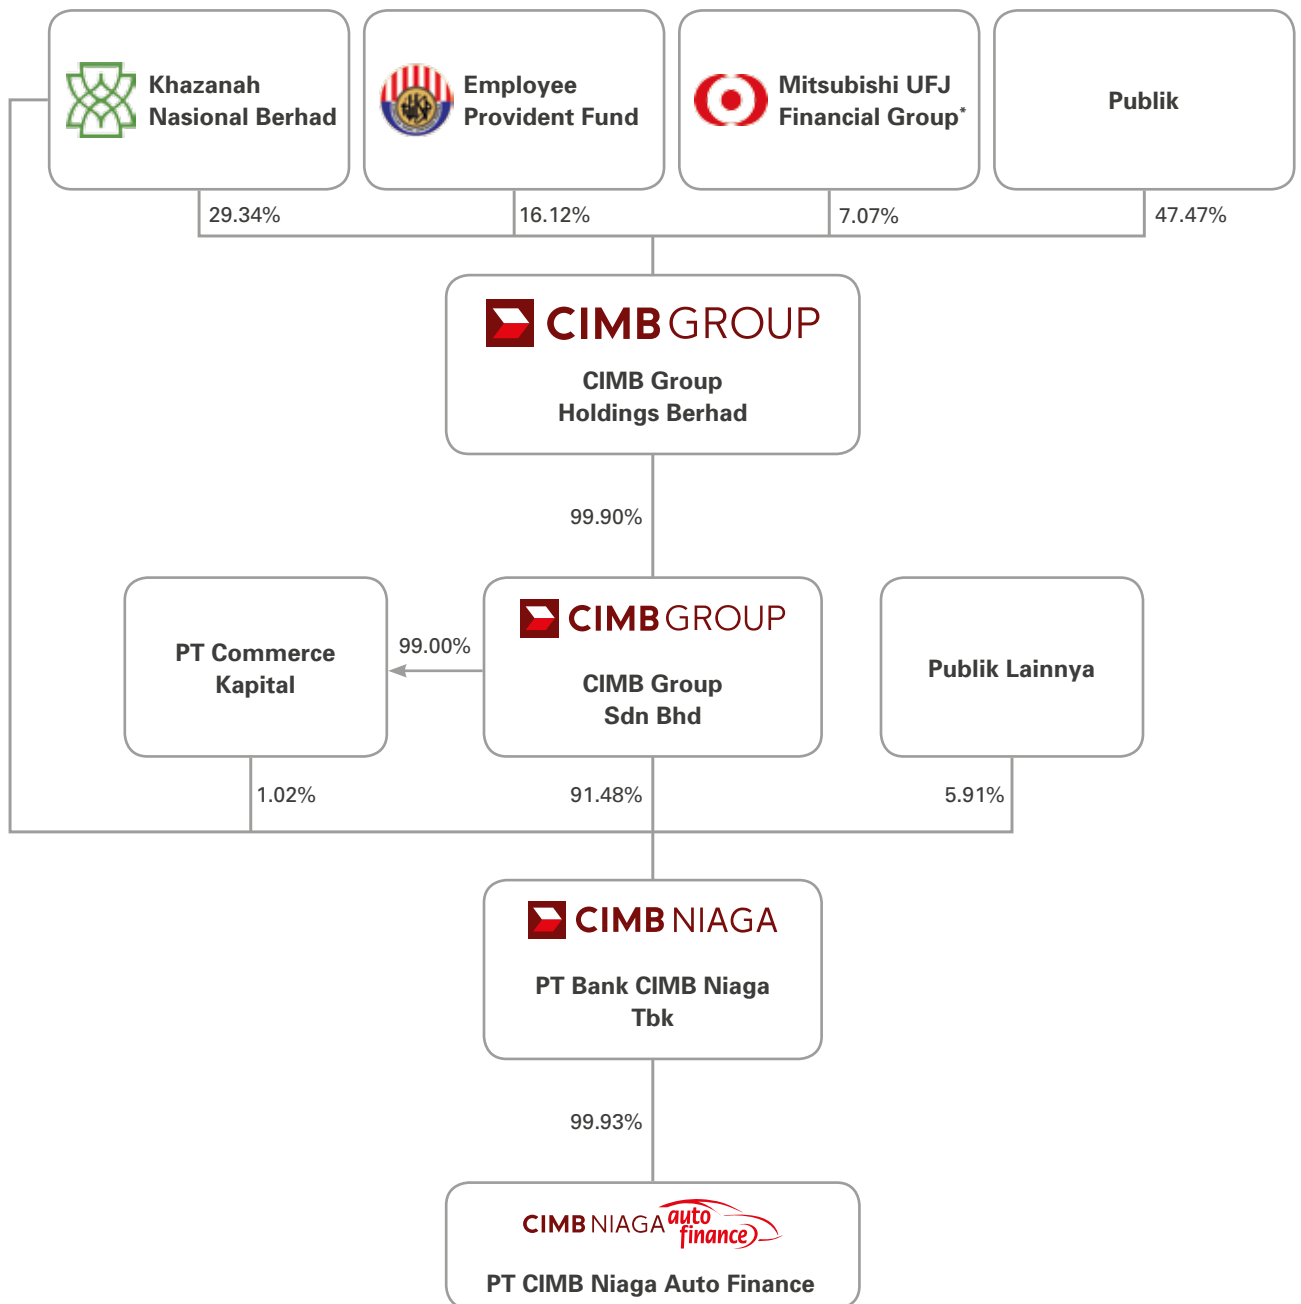 Khazanah
Nasional Berhad
Employee
Provident Fund
Mitsubishi UFJ
Financial Group*
Publik
29.34%
16.12%
7.07%
47.47%
CIMB GROUP
CIMB Group
Holdings Berhad
99.90%
PT Commerce
Kapital
99.00%
CIMB GROUP
CIMB Group
Sdn Bhd
Publik Lainnya
1.02%
91.48%
5.91%
CIMB NIAGA
PT Bank CIMB Niaga
Tbk
99.93%
CIMB NIAGA auto
finance
PT CIMB Niaga Auto Finance